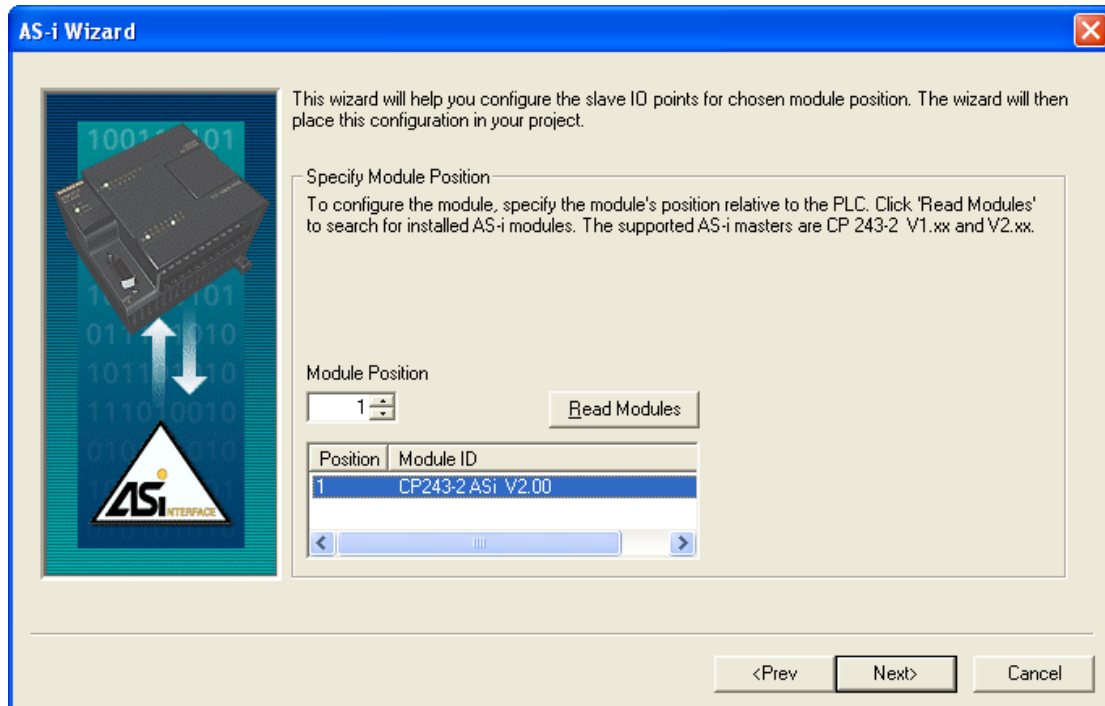 AS-i Wizard
This wizard will help you configure the slave IO points for chosen module position. The wizard will then
place this configuration in your project.
Specify Module Position
To configure the module, specify the module's position relative to the PLC. Click 'Read Modules'
to search for installed AS-i modules. The supported AS-i masters are CP 243-2 V1.xx and V2.xx.
Module Position
1
Read Modules
Position Module ID
1 CP243-2 ASi V2.00
ASi INTERFACE
<Prev Next> Cancel